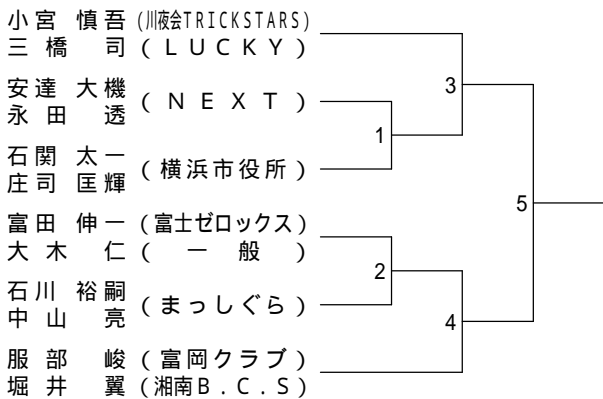 小宮 慎吾 (川夜会TRICKSTARS)
三橋 司 (LUCKY)
3
安達 大機
永田 透
(NEXT)
1
石関 太一
庄司 匡輝
(横浜市役所)
5
富田 伸一 (富士ゼロックス)
大木 仁 (一般)
2
石川 裕嗣
中山 亮
(まっしぐら)
4
服部 峻 (富岡クラブ)
堀井 翼 (湘南B.C.S)